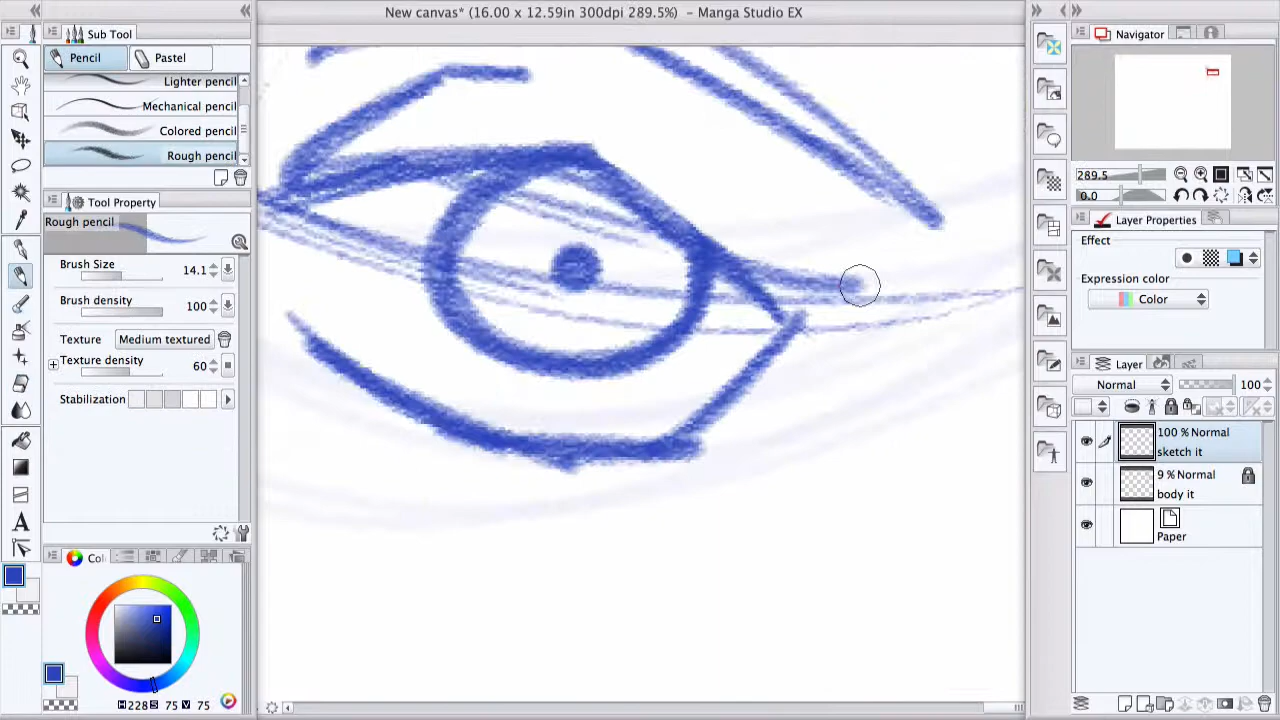 New canvas* (16.00 x 12.59in 300dpi 289.5%) - Manga Studio EX
Sub Tool
Pencil
Pastel
Lighter pencil
Mechanical pencil
Colored pencil
Rough pencil
Tool Property
Rough pencil
Brush Size
14.1
Brush density
100
Texture
Medium textured
Texture density
60
Stabilization
A
Col
H228 S 75 V 75
Navigator
289.5
0.0
Layer Properties
Effect
Expression color
Color
Layer
Normal
100
100 % Normal
sketch it
9 % Normal
body it
Paper